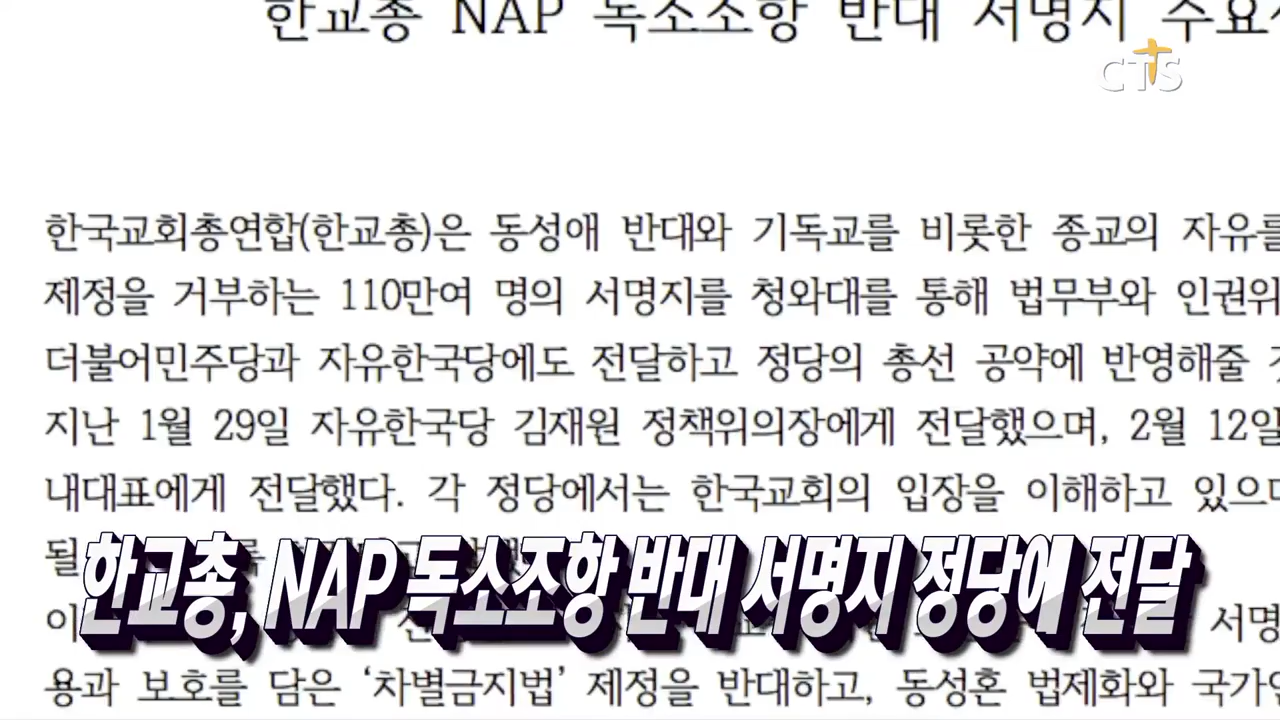 한교총 NAP 독소조항 반대 서명지 주요
CTS
한국교회총연합(한교총)은 동성애 반대와 기독교를 비롯한 종교의 자유를
제정을 거부하는 110만여 명의 서명지를 청와대를 통해 법무부와 인권위
더불어민주당과 자유한국당에도 전달하고 정당의 총선 공약에 반영해줄
지난 1월 29일 자유한국당 김재원 정책위의장에게 전달했으며, 2월 12일
내대표에게 전달했다. 각 정당에서는 한국교회의 입장을 이해하고 있으며
될
한교총, NAP 독소조항 반대 서명지 정당에 전달
이 서명
용과 보호를 담은 ‘차별금지법’ 제정을 반대하고, 동성혼 법제화와 국가인